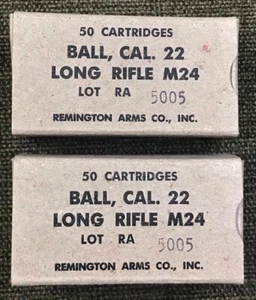 50 CARTRIDGES
BALL, CAL. 22
LONG RIFLE M24
LOT RA 5005
REMINGTON ARMS CO., INC.
50 CARTRIDGES
BALL, CAL. 22
LONG RIFLE M24
LOT RA 5005
REMINGTON ARMS CO., INC.